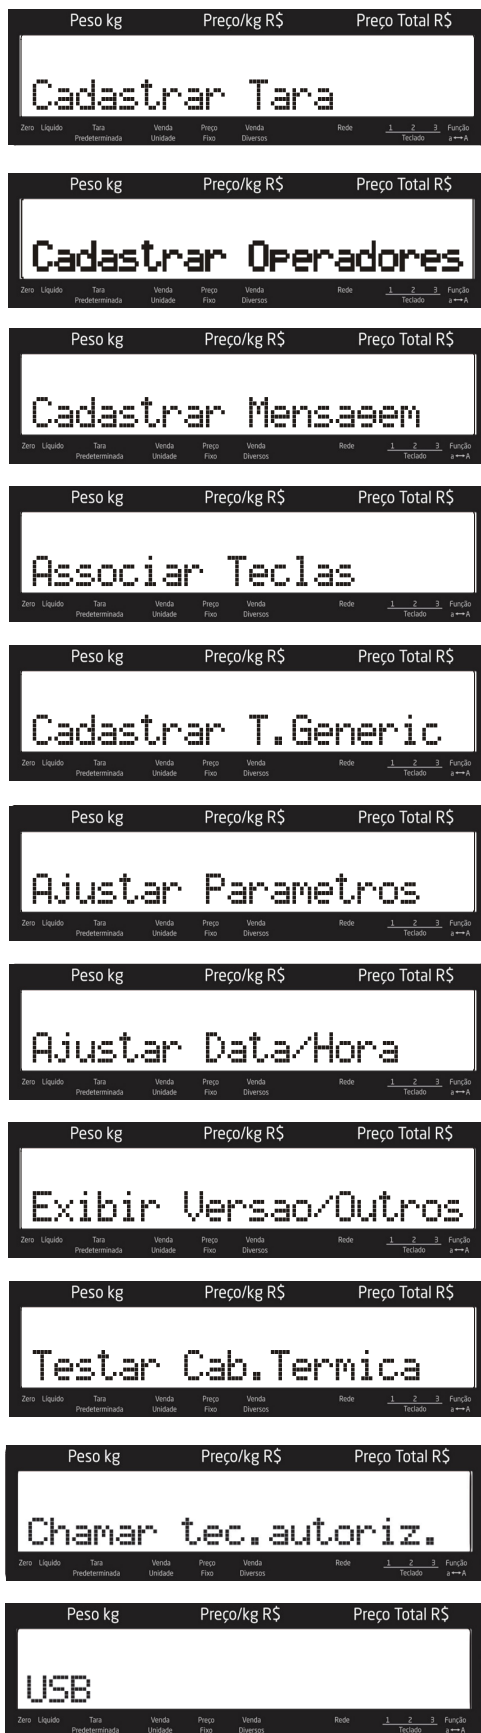 Peso kg Preço/kg R$ Preço Total R$
Cadastrar Tara
Zero Líquido Tara Venda Preço Venda Rede 1 2 3 Função
Predeterminada Unidade Fixo Diversos Teclado a↔A
Peso kg Preço/kg R$ Preço Total R$
Cadastrar Operadores
Zero Líquido Tara Venda Preço Venda Rede 1 2 3 Função
Predeterminada Unidade Fixo Diversos Teclado a↔A
Peso kg Preço/kg R$ Preço Total R$
Cadastrar Mensagem
Zero Líquido Tara Venda Preço Venda Rede 1 2 3 Função
Predeterminada Unidade Fixo Diversos Teclado a↔A
Peso kg Preço/kg R$ Preço Total R$
Associar Teclas
Zero Líquido Tara Venda Preço Venda Rede 1 2 3 Função
Predeterminada Unidade Fixo Diversos Teclado a↔A
Peso kg Preço/kg R$ Preço Total R$
Cadastrar T.Generic
Zero Líquido Tara Venda Preço Venda Rede 1 2 3 Função
Predeterminada Unidade Fixo Diversos Teclado a↔A
Peso kg Preço/kg R$ Preço Total R$
Ajustar Parametros
Zero Líquido Tara Venda Preço Venda Rede 1 2 3 Função
Predeterminada Unidade Fixo Diversos Teclado a↔A
Peso kg Preço/kg R$ Preço Total R$
Ajustar Data/Hora
Zero Líquido Tara Venda Preço Venda Rede 1 2 3 Função
Predeterminada Unidade Fixo Diversos Teclado a↔A
Peso kg Preço/kg R$ Preço Total R$
Exibir Versao/Outros
Zero Líquido Tara Venda Preço Venda Rede 1 2 3 Função
Predeterminada Unidade Fixo Diversos Teclado a↔A
Peso kg Preço/kg R$ Preço Total R$
Testar Cab.Termica
Zero Líquido Tara Venda Preço Venda Rede 1 2 3 Função
Predeterminada Unidade Fixo Diversos Teclado a↔A
Peso kg Preço/kg R$ Preço Total R$
Chamar tec.autoriz.
Zero Líquido Tara Venda Preço Venda Rede 1 2 3 Função
Predeterminada Unidade Fixo Diversos Teclado a↔A
Peso kg Preço/kg R$ Preço Total R$
USB
Zero Líquido Tara Venda Preço Venda Rede 1 2 3 Função
Predeterminada Unidade Fixo Diversos Teclado a↔A